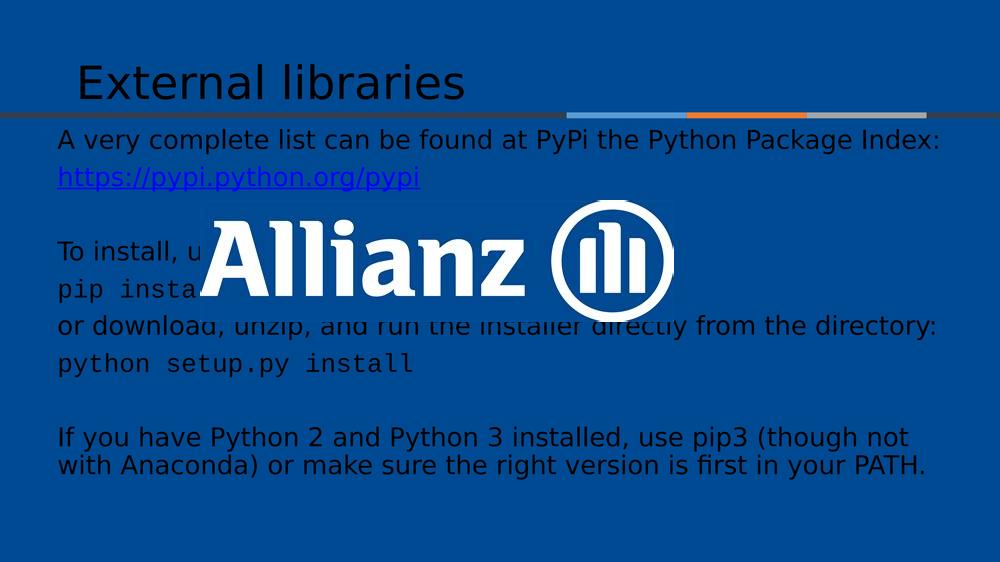 External libraries
A very complete list can be found at PyPi the Python Package Index:
https://pypi.python.org/pypi
To install,
Allianz
pip
or download, unzip, and run the installer directly from the directory:
python setup.py install
If you have Python 2 and Python 3 installed, use pip3 (though not
with Anaconda) or make sure the right version is first in your PATH.